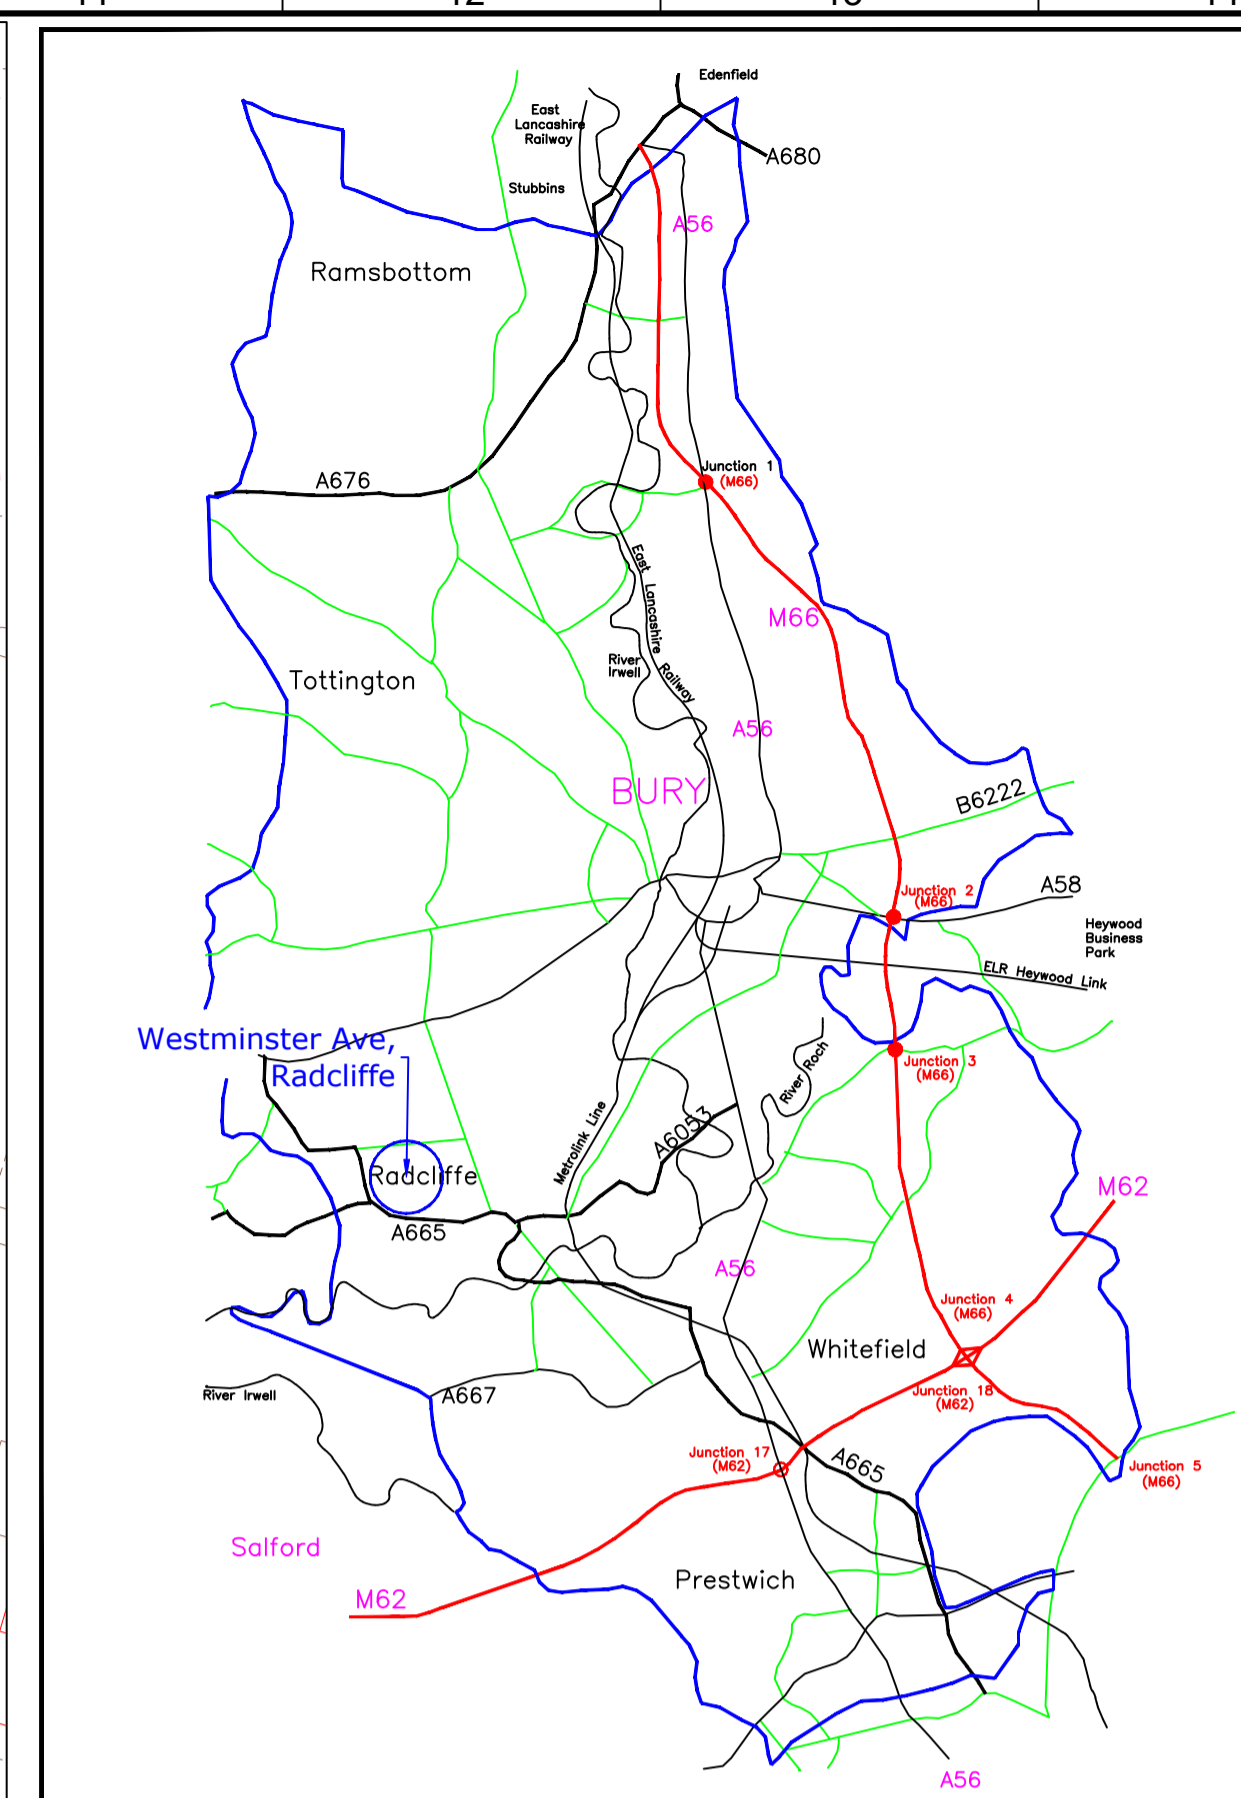 Edenfield
East
Lancashire
Railway
A680
Stubbins
A56
Ramsbottom
A676
Junction 1
(M66)
East Lancashire Railway
M66
River
Irwell
Tottington
A56
BURY
B6222
A58
Junction 2
(M66)
Heywood
Business
Park
ELR Heywood Link
Westminster Ave,
Radcliffe
River Roch
Junction 3
(M66)
Metrolink Line
A6053
Radcliffe
M62
A665
A56
Junction 4
(M66)
Whitefield
River Irwell
A667
Junction 18
(M62)
Junction 17
(M62)
A665
Junction 5
(M66)
Salford
Prestwich
M62
A56